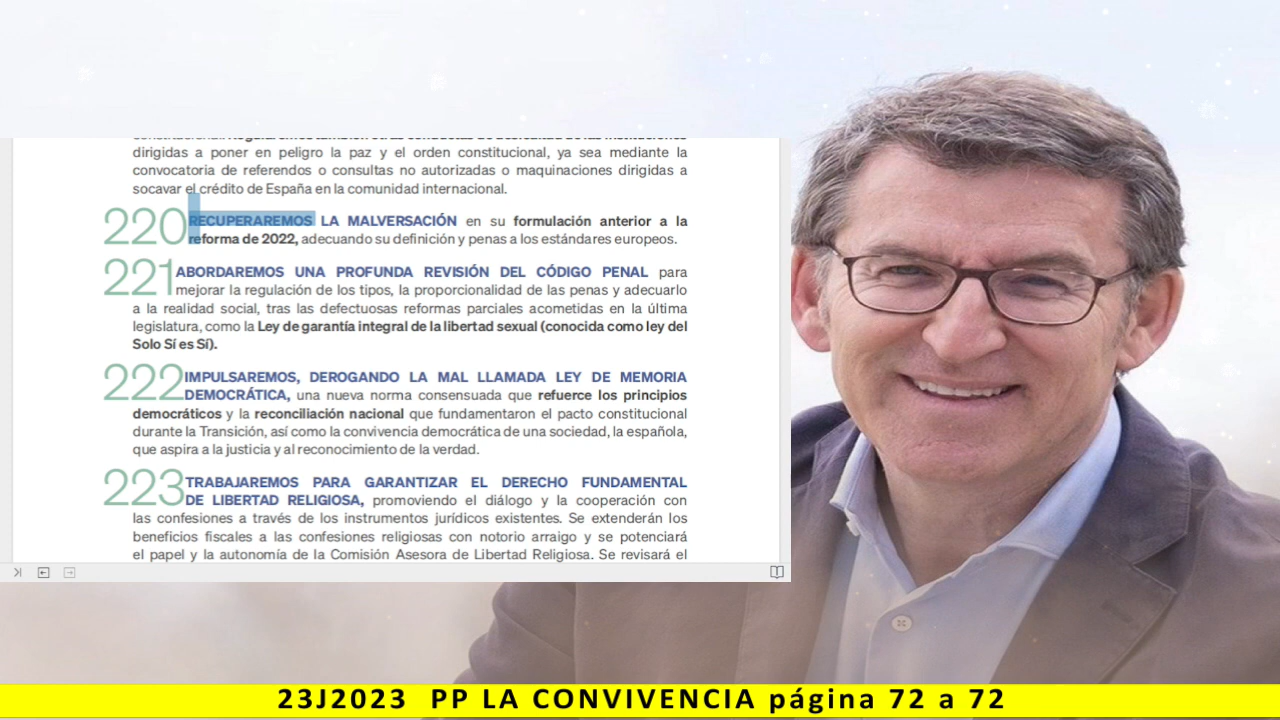 dirigidas a poner en peligro la paz y el orden constitucional, ya sea mediante la
convocatoria de referendos o consultas no autorizadas o maquinaciones dirigidas a
socavar el crédito de España en la comunidad internacional.
220 RECUPERAREMOS LA MALVERSACIÓN en su formulación anterior a la
reforma de 2022, adecuando su definición y penas a los estándares europeos.
221 ABORDAREMOS UNA PROFUNDA REVISIÓN DEL CÓDIGO PENAL para
mejorar la regulación de los tipos, la proporcionalidad de las penas y adecuarlo
a la realidad social, tras las defectuosas reformas parciales acometidas en la última
legislatura, como la Ley de garantía integral de la libertad sexual (conocida como ley del
Solo Sí es Sí).
222 IMPULSAREMOS, DEROGANDO LA MAL LLAMADA LEY DE MEMORIA
DEMOCRÁTICA, una nueva norma consensuada que refuerce los principios
democráticos y la reconciliación nacional que fundamentaron el pacto constitucional
durante la Transición, así como la convivencia democrática de una sociedad, la española,
que aspira a la justicia y al reconocimiento de la verdad.
223 TRABAJAREMOS PARA GARANTIZAR EL DERECHO FUNDAMENTAL
DE LIBERTAD RELIGIOSA, promoviendo el diálogo y la cooperación con
las confesiones a través de los instrumentos jurídicos existentes. Se extenderán los
beneficios fiscales a las confesiones religiosas con notorio arraigo y se potenciará
el papel y la autonomía de la Comisión Asesora de Libertad Religiosa. Se revisará el
23J2023 PP LA CONVIVENCIA página 72 a 72